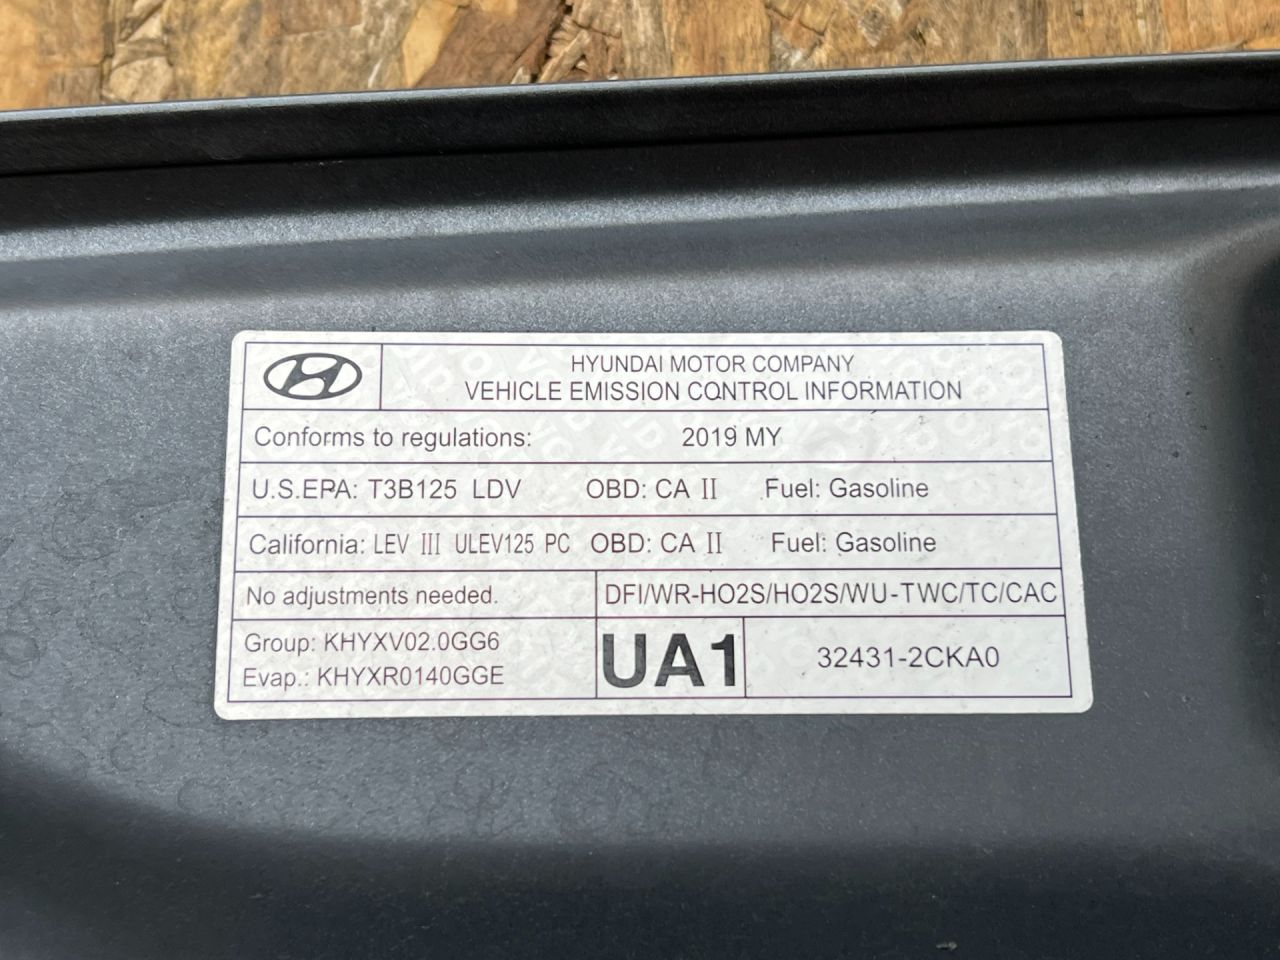 HYUNDAI MOTOR COMPANY
VEHICLE EMISSION CONTROL INFORMATION
Conforms to regulations: 2019 MY
U.S.EPA: T3B125 LDV OBD: CA II Fuel: Gasoline
California: LEV III ULEV125 PC OBD: CA II Fuel: Gasoline
No adjustments needed. DFI/WR-HO2S/HO2S/WU-TWC/TC/CAC
Group: KHYXV02.0GG6
Evap.: KHYXR0140GGE
UA1
32431-2CKA0